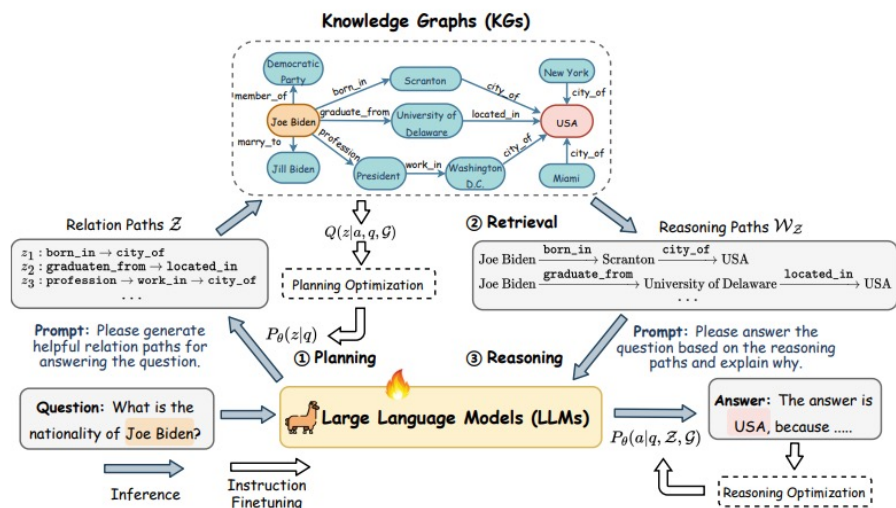 Knowledge Graphs (KGs)
Democratic
Party
member_of
Joe Biden
marry_to
Jill Biden
born_in
Scranton
city_of
graduate_from
University of
Delaware
located_in
profession
President
work_in
Washington
D.C.
city_of
New York
city_of
USA
city_of
Miami
Relation Paths 𝒵
z₁ : born_in → city_of
z₂ : graduaten_from → located_in
z₃ : profession → work_in → city_of
...
Q(z|a, q, 𝒢)
Planning Optimization
P_θ(z|q)
② Retrieval
Reasoning Paths 𝒲_𝒵
Joe Biden born_in→ Scranton city_of→ USA
Joe Biden graduate_from→ University of Delaware located_in→ USA
...
Prompt: Please generate
helpful relation paths for
answering the question.
① Planning
③ Reasoning
Prompt: Please answer the
question based on the reasoning
paths and explain why.
Question: What is the
nationality of Joe Biden?
Large Language Models (LLMs)
P_θ(a|q, 𝒵, 𝒢)
Answer: The answer is
USA, because .....
Reasoning Optimization
Inference
Instruction
Finetuning